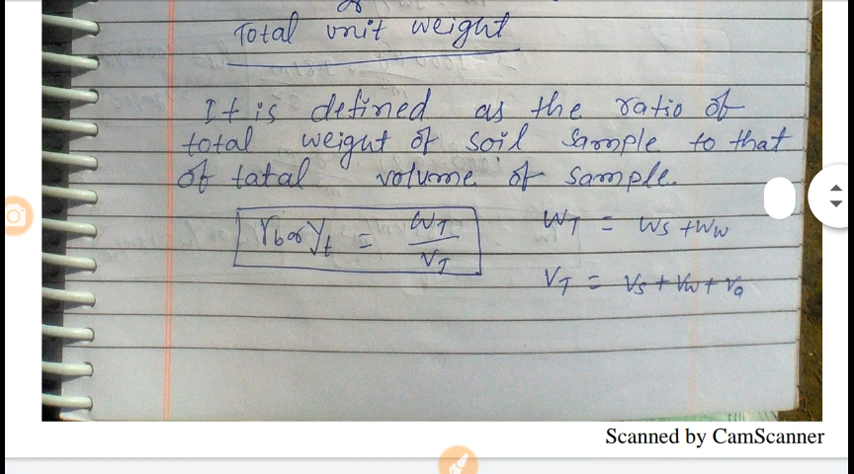 Total unit weight
It is defined as the ratio of
total weight of soil sample to that
of tatal volume of sample.
γb or γt = WT / VT
WT = Ws + Ww
VT = Vs + Vw + Va
Scanned by CamScanner